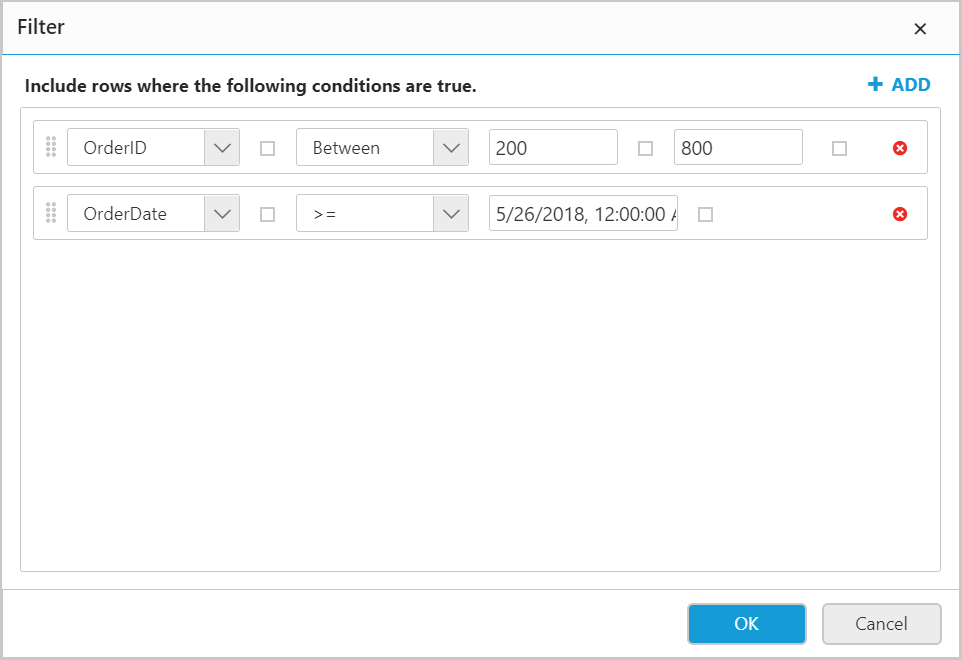 Filter
Include rows where the following conditions are true.
ADD
OrderID Between 200 800
OrderDate >= 5/26/2018, 12:00:00
OK Cancel